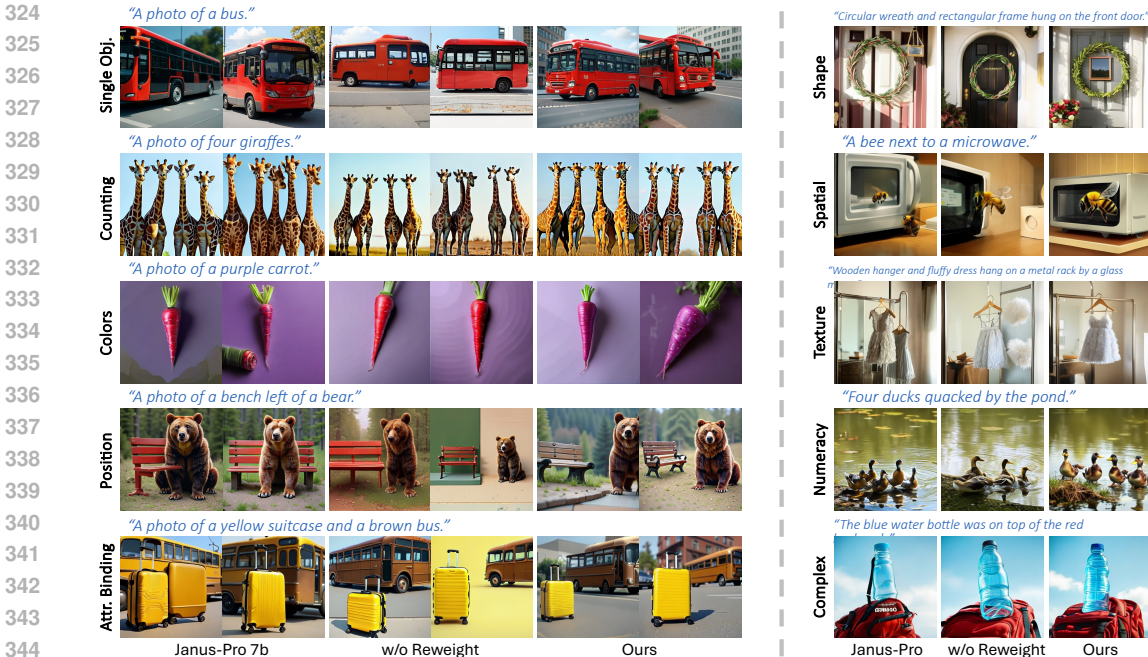 324
325
326
327
328
329
330
331
332
333
334
335
336
337
338
339
340
341
342
343
344
“A photo of a bus.”
Single Obj.
“A photo of four giraffes.”
Counting
“A photo of a purple carrot.”
Colors
“A photo of a bench left of a bear.”
Position
“A photo of a yellow suitcase and a brown bus.”
Attr. Binding
Janus-Pro 7b
w/o Reweight
Ours
“Circular wreath and rectangular frame hung on the front door.”
Shape
“A bee next to a microwave.”
Spatial
“Wooden hanger and fluffy dress hang on a metal rack by a glass
Texture
“Four ducks quacked by the pond.”
Numeracy
“The blue water bottle was on top of the red
Complex
Janus-Pro
w/o Reweight
Ours